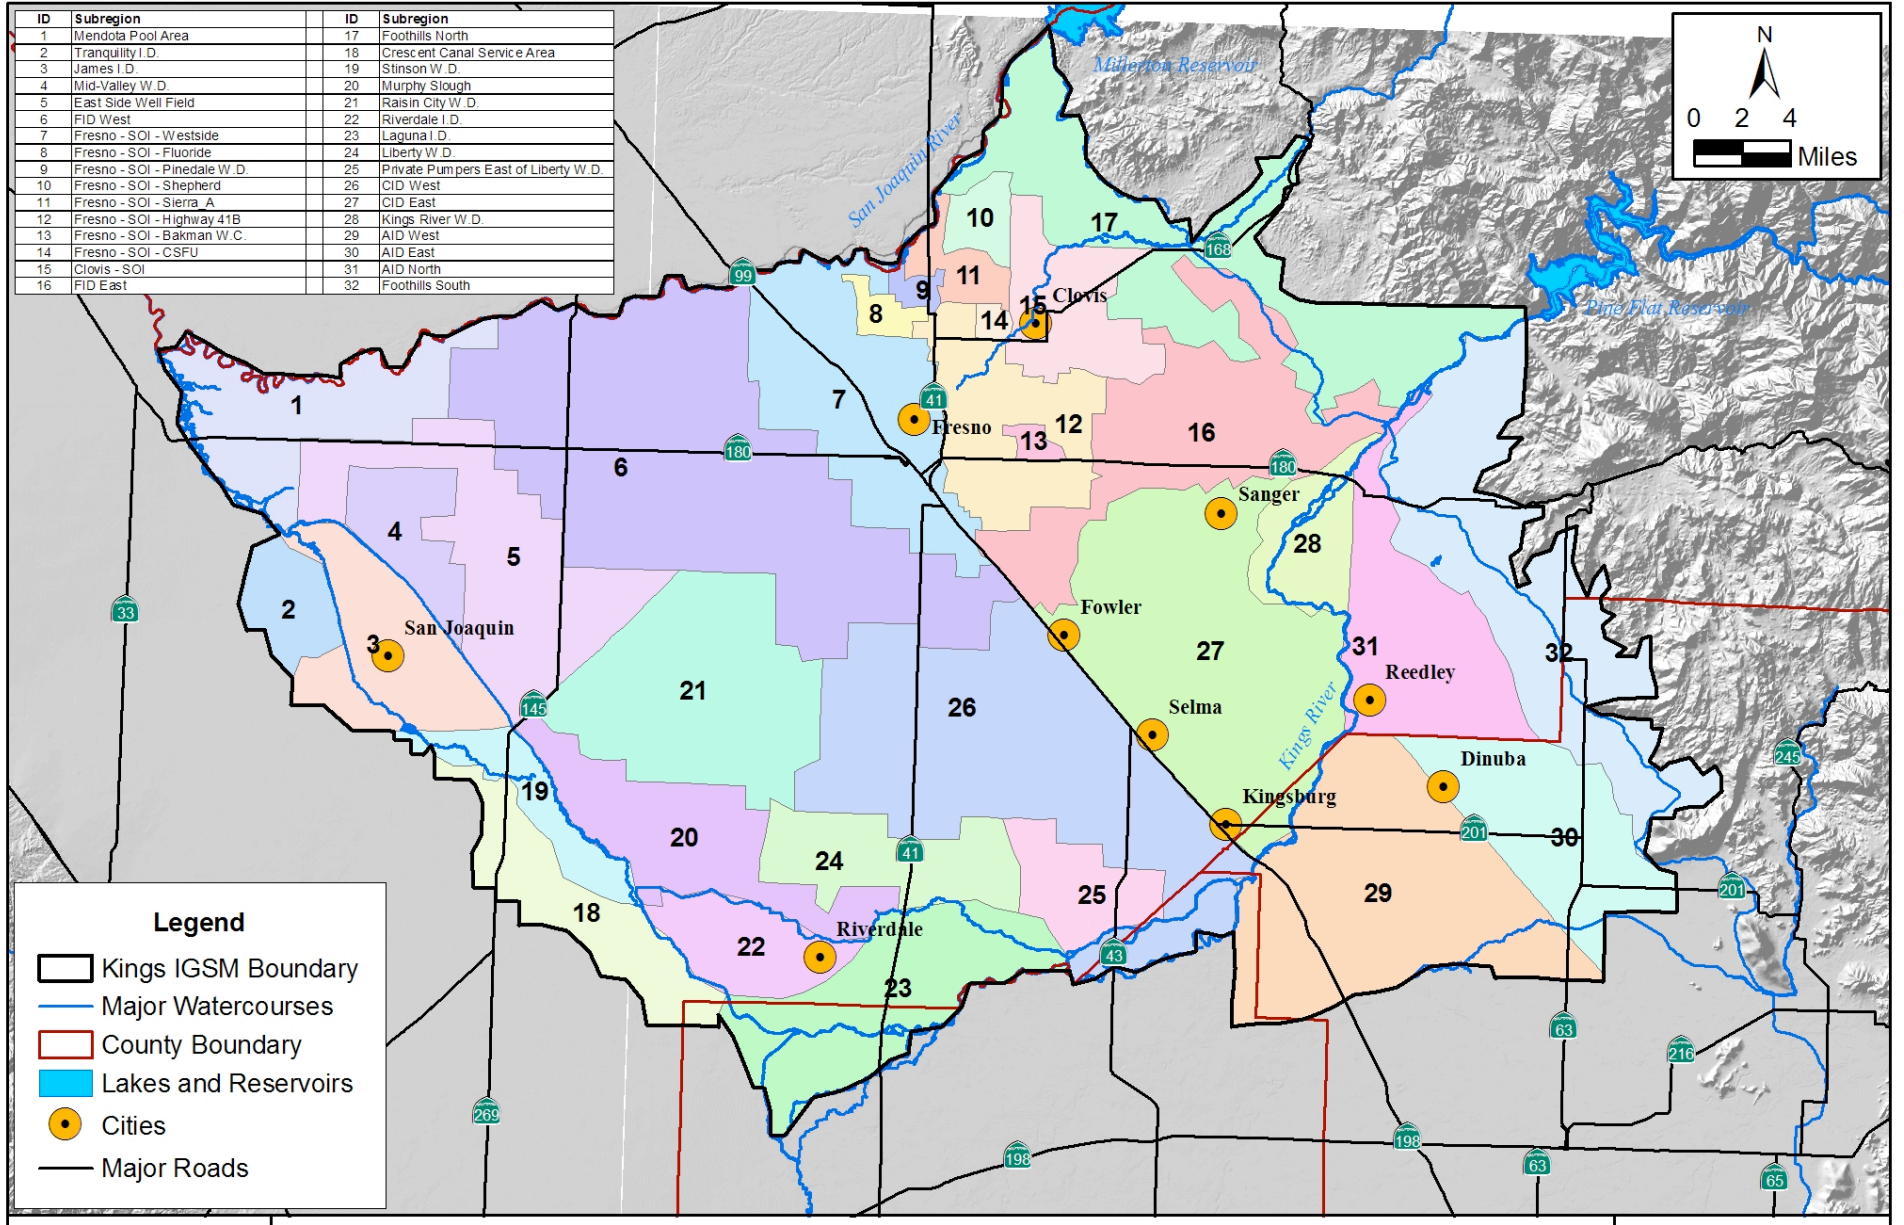 ID Subregion ID Subregion
1 Mendota Pool Area 17 Foothills North
2 Tranquility I.D. 18 Crescent Canal Service Area
3 James I.D. 19 Stinson W.D.
4 Mid-Valley W.D. 20 Murphy Slough
5 East Side Well Field 21 Raisin City W.D.
6 FID West 22 Riverdale I.D.
7 Fresno - SOI - Westside 23 Laguna I.D.
8 Fresno - SOI - Fluoride 24 Liberty W.D.
9 Fresno - SOI - Pinedale W.D. 25 Private Pumpers East of Liberty W.D.
10 Fresno - SOI - Shepherd 26 CID West
11 Fresno - SOI - Sierra_A 27 CID East
12 Fresno - SOI - Highway 41B 28 Kings River W.D.
13 Fresno - SOI - Bakman W.C. 29 AID West
14 Fresno - SOI - CSFU 30 AID East
15 Clovis - SOI 31 AID North
16 FID East 32 Foothills South
N
0 2 4
Miles
Millerton Reservoir
San Joaquin River
10
17
168
99
11
9
15 Clovis
Pine Flat Reservoir
8
14
1
7
41
Fresno
12
13
16
180
6
180
Sanger
4
5
28
2
33
Fowler
3
San Joaquin
27
31
32
Reedley
21
145
26
Selma
Kings River
245
Dinuba
19
Kingsburg
20
24
41
201
30
201
18
25
29
22
Riverdale
43
23
63
216
269
198
198
63
65
Legend
Kings IGSM Boundary
Major Watercourses
County Boundary
Lakes and Reservoirs
Cities
Major Roads